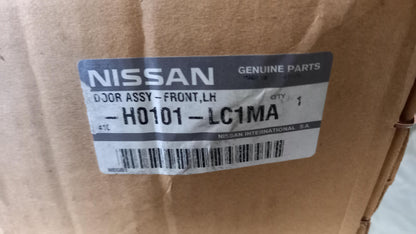 NISSAN GENUINE PARTS
DOOR ASSY-FRONT,LH QTY 1
-H0101-LC1MA
NISSAN INTERNATIONAL S.A.